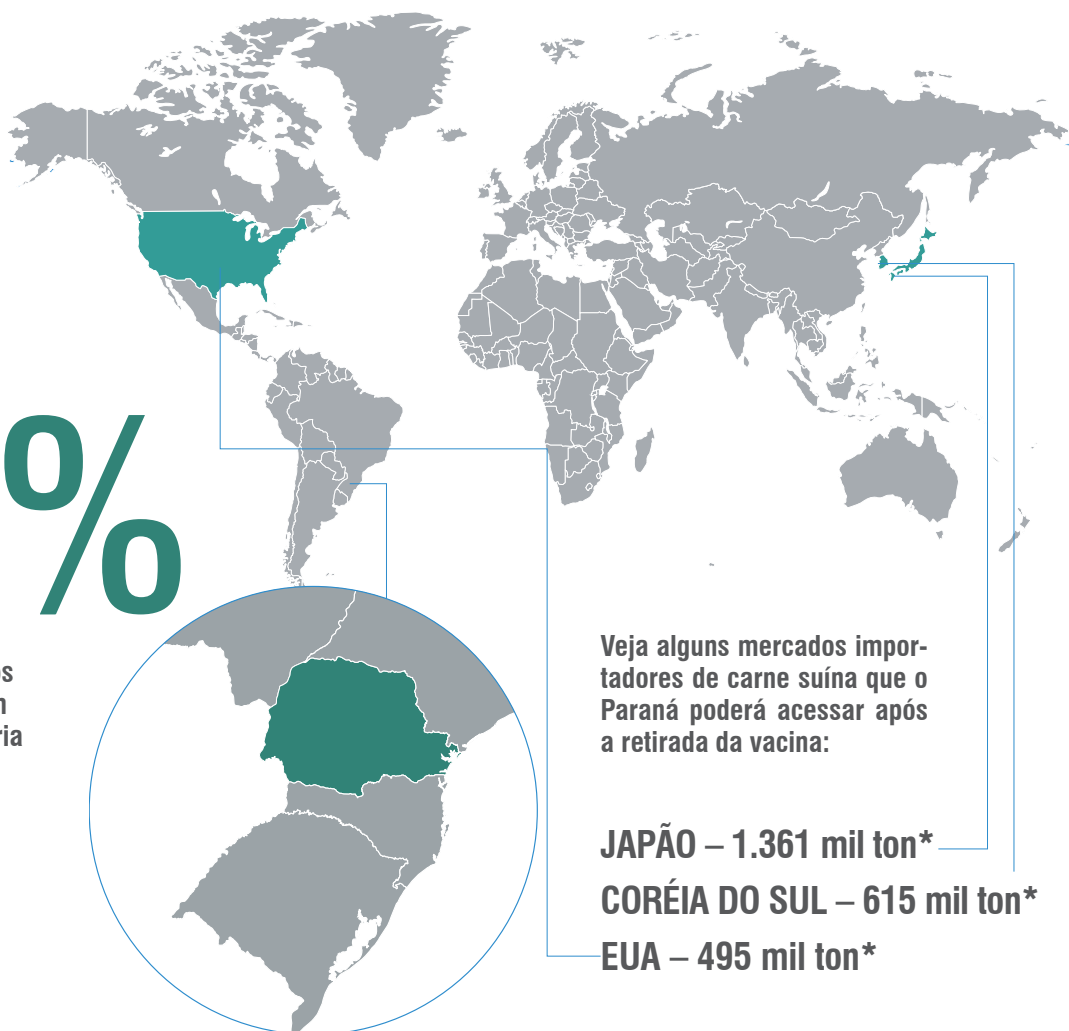 %
Veja alguns mercados impor-
tadores de carne suína que o
Paraná poderá acessar após
a retirada da vacina:
JAPÃO – 1.361 mil ton*
CORÉIA DO SUL – 615 mil ton*
EUA – 495 mil ton*